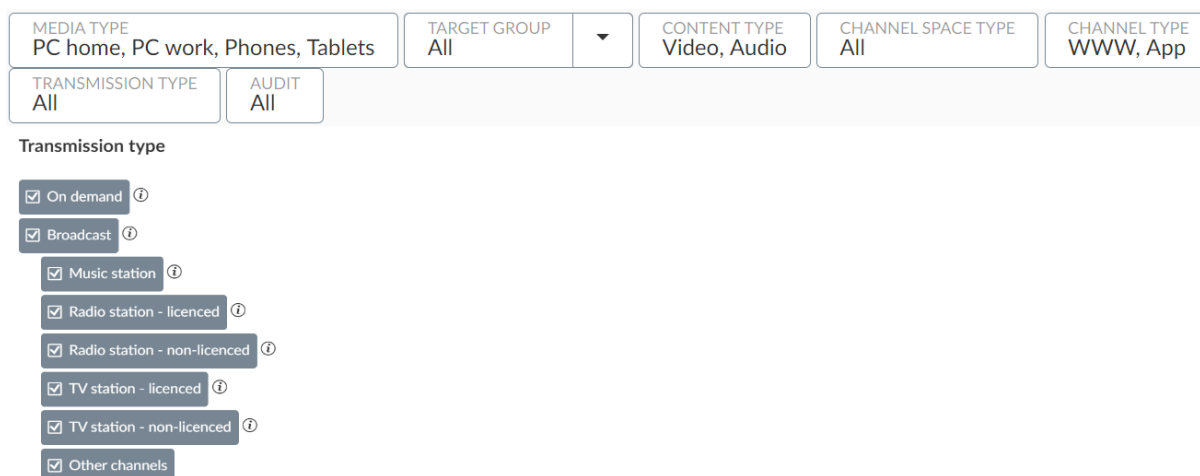 MEDIA TYPE
PC home, PC work, Phones, Tablets
TARGET GROUP
All
CONTENT TYPE
Video, Audio
CHANNEL SPACE TYPE
All
CHANNEL TYPE
WWW, App
TRANSMISSION TYPE
All
AUDIT
All
Transmission type
On demand
Broadcast
Music station
Radio station - licenced
Radio station - non-licenced
TV station - licenced
TV station - non-licenced
Other channels